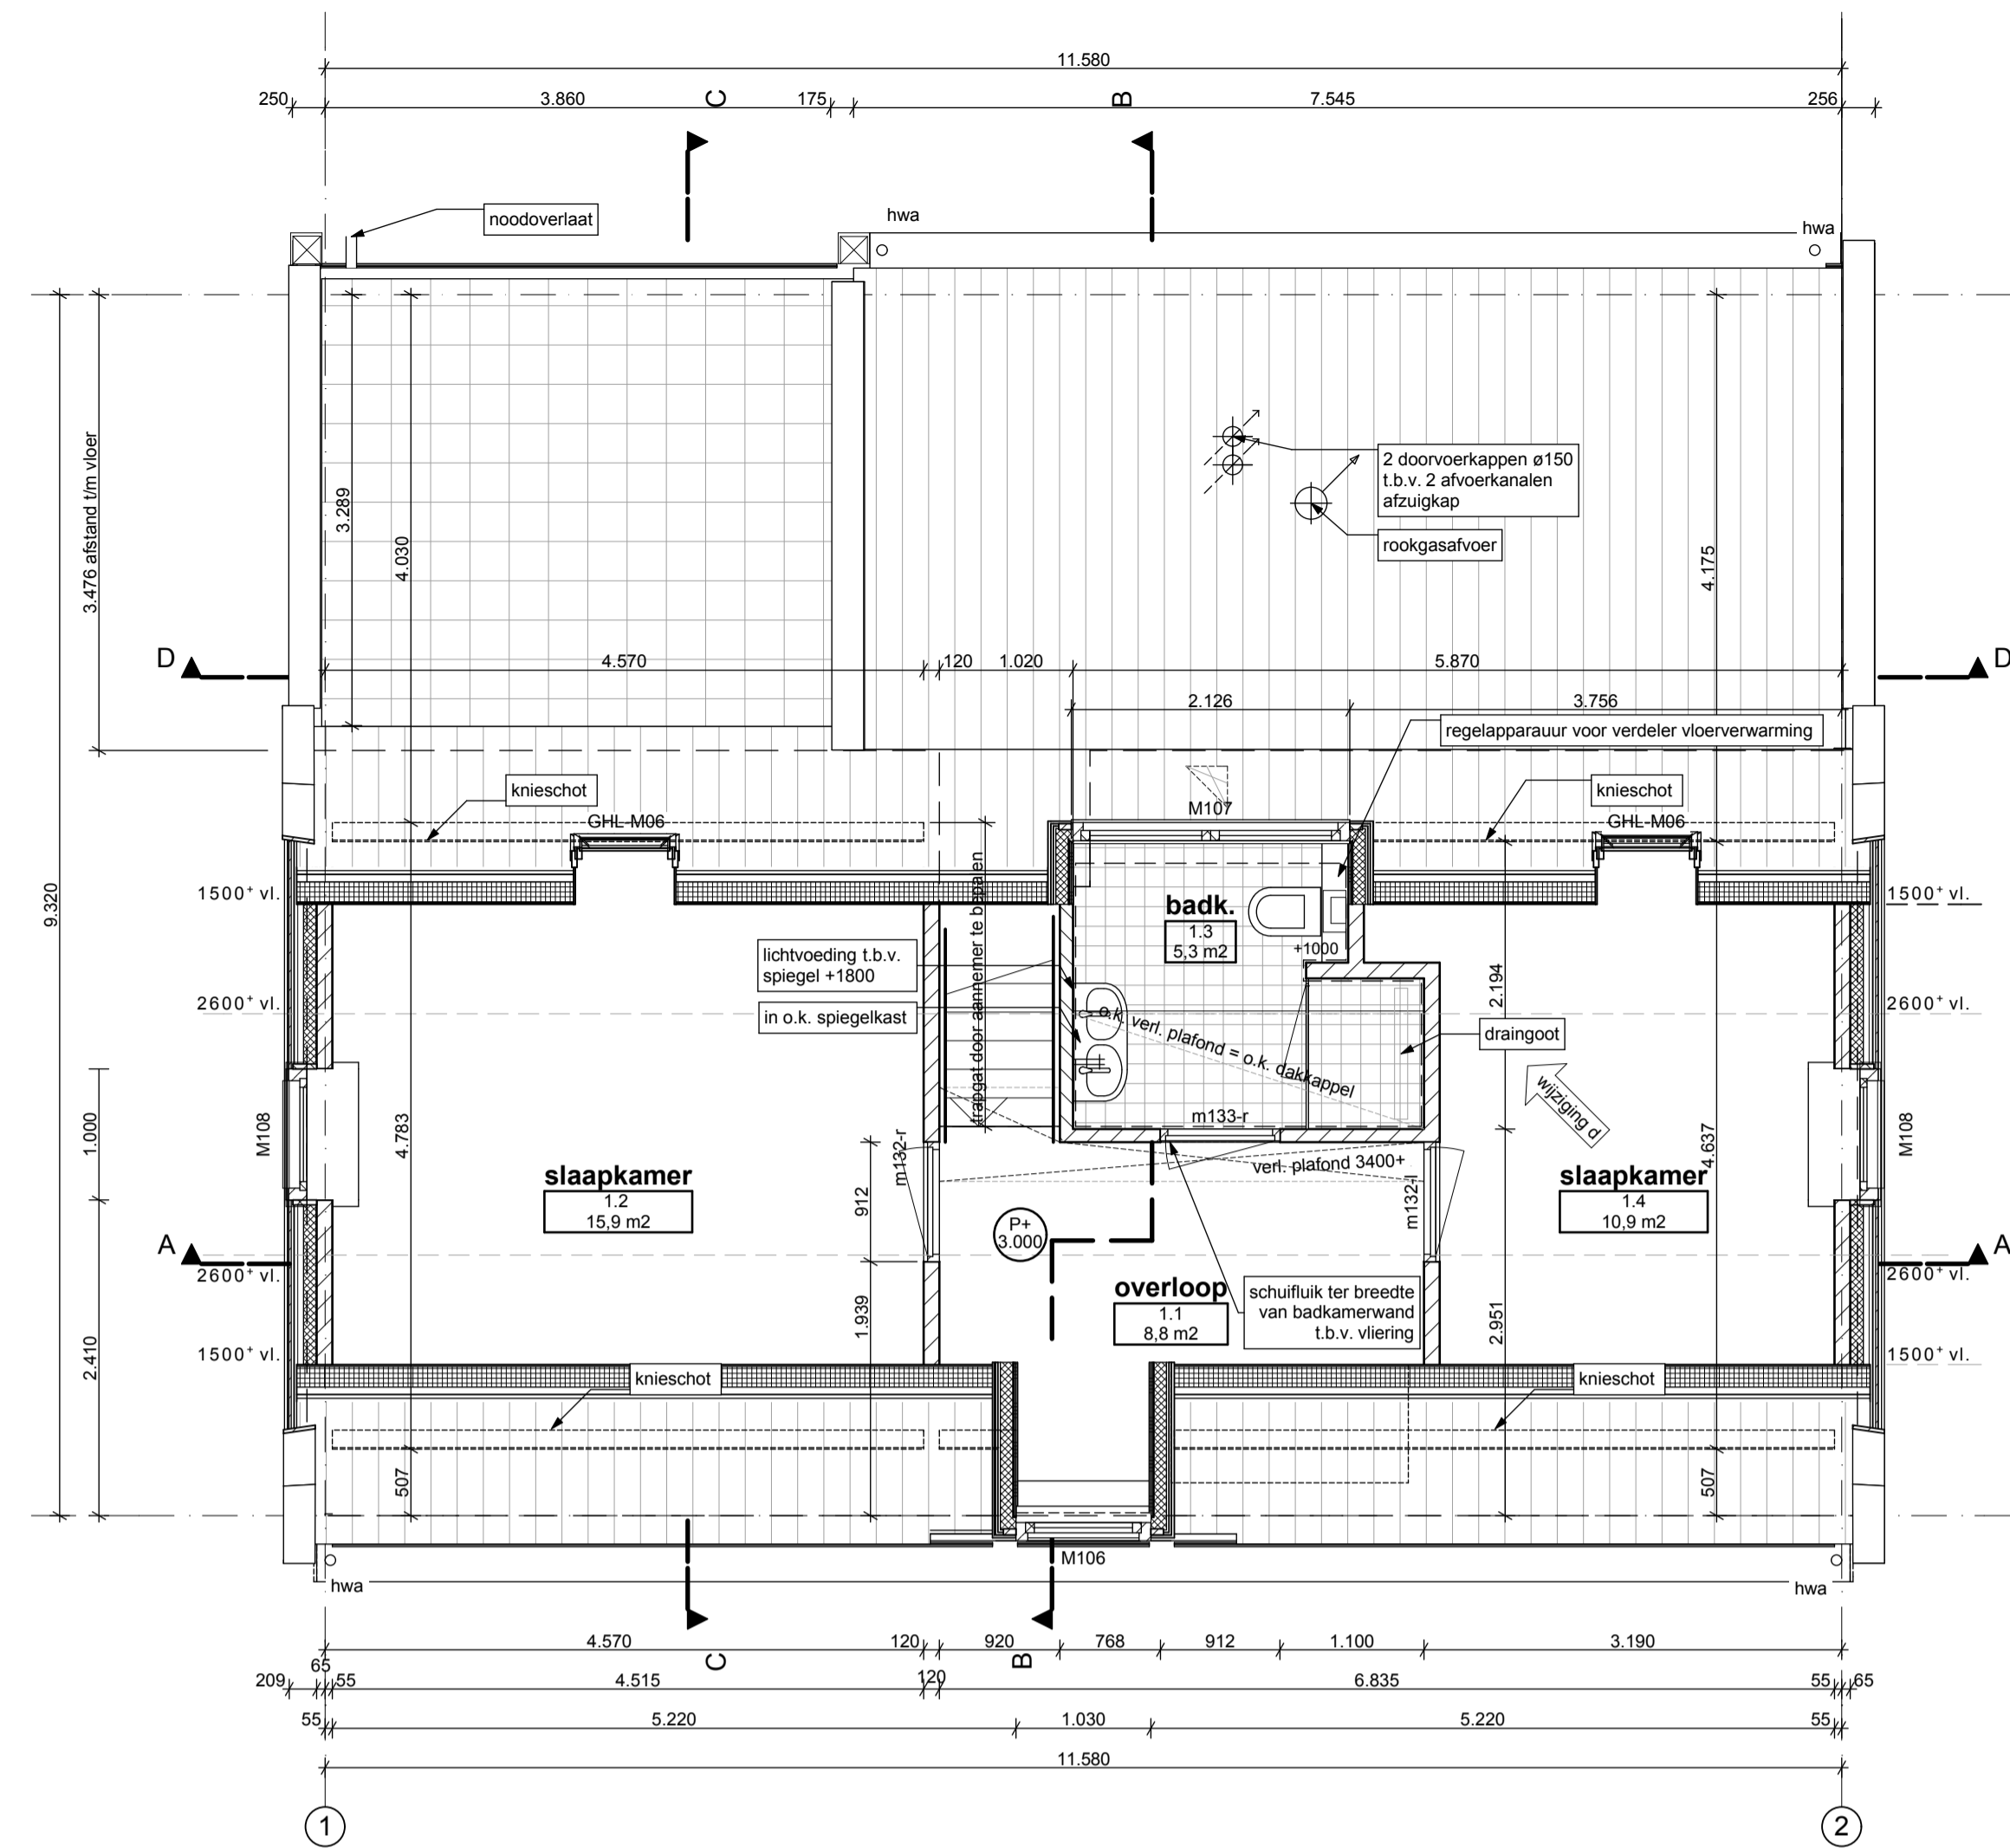 11.580
250
3.860
C
175
B
7.545
256
noodoverlaat
hwa
hwa
3.476 afstand t/m vloer
3.289
4.030
9.320
2 doorvoerkappen ø150
t.b.v. 2 afvoerkanalen
afzuigkap
rookgasafvoer
4.175
D
D
4.570
120
1.020
5.870
2.126
3.756
regelapparauur voor verdeler vloerverwarming
knieschot
GHL-M06
M107
knieschot
GHL-M06
1500+ vl.
1500+ vl.
trapgat door aannemer te bepalen
badk.
1.3
5,3 m2
+1000
lichtvoeding t.b.v.
spiegel +1800
in o.k. spiegelkast
2600+ vl.
2600+ vl.
2.194
o.k. verl. plafond = o.k. dakkappel
draingoot
wijziging d
1.000
M108
4.783
m132-r
m133-r
verl. plafond 3400+
m132-l
4.637
M108
slaapkamer
1.2
15,9 m2
912
slaapkamer
1.4
10,9 m2
P+
3.000
A
A
2600+ vl.
2600+ vl.
overloop
1.1
8,8 m2
schuifluik ter breedte
van badkamerwand
t.b.v. vliering
1.939
2.951
2.410
1500+ vl.
1500+ vl.
knieschot
knieschot
507
507
M106
hwa
hwa
4.570
120
920
768
912
1.100
3.190
C
B
209
65
55
4.515
120
6.835
55
65
55
5.220
1.030
5.220
55
11.580
1
2